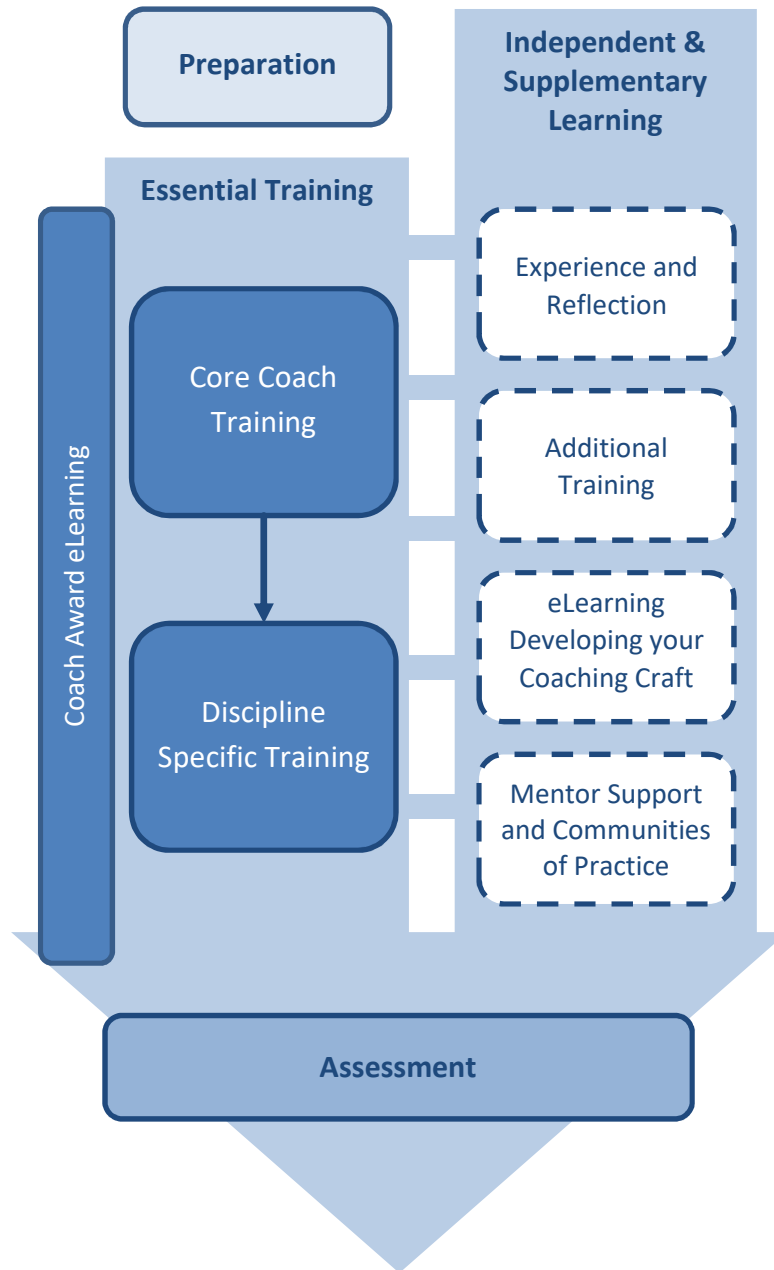 Preparation
Independent &
Supplementary
Learning
Essential Training
Coach Award eLearning
Core Coach
Training
Discipline
Specific Training
Experience and
Reflection
Additional
Training
eLearning
Developing your
Coaching Craft
Mentor Support
and Communities
of Practice
Assessment